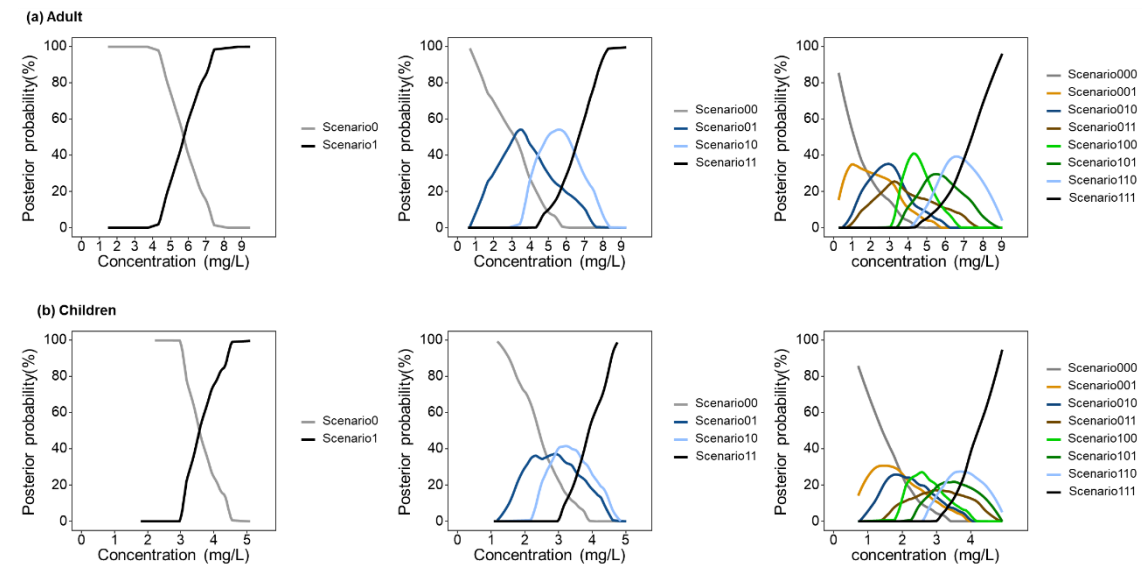 (a) Adult
Posterior probability(%)
100
80
60
40
20
0
0 1 2 3 4 5 6 7 8 9
Concentration (mg/L)
Scenario0
Scenario1
Posterior probability(%)
100
80
60
40
20
0
0 1 2 3 4 5 6 7 8 9
Concentration (mg/L)
Scenario00
Scenario01
Scenario10
Scenario11
Posterior probability(%)
100
80
60
40
20
0
0 1 2 3 4 5 6 7 8 9
concentration (mg/L)
Scenario000
Scenario001
Scenario010
Scenario011
Scenario100
Scenario101
Scenario110
Scenario111
(b) Children
Posterior probability(%)
100
80
60
40
20
0
0 1 2 3 4 5
Concentration (mg/L)
Scenario0
Scenario1
Posterior probability(%)
100
80
60
40
20
0
0 1 2 3 4 5
Concentration (mg/L)
Scenario00
Scenario01
Scenario10
Scenario11
Posterior probability(%)
100
80
60
40
20
0
0 1 2 3 4
concentration (mg/L)
Scenario000
Scenario001
Scenario010
Scenario011
Scenario100
Scenario101
Scenario110
Scenario111